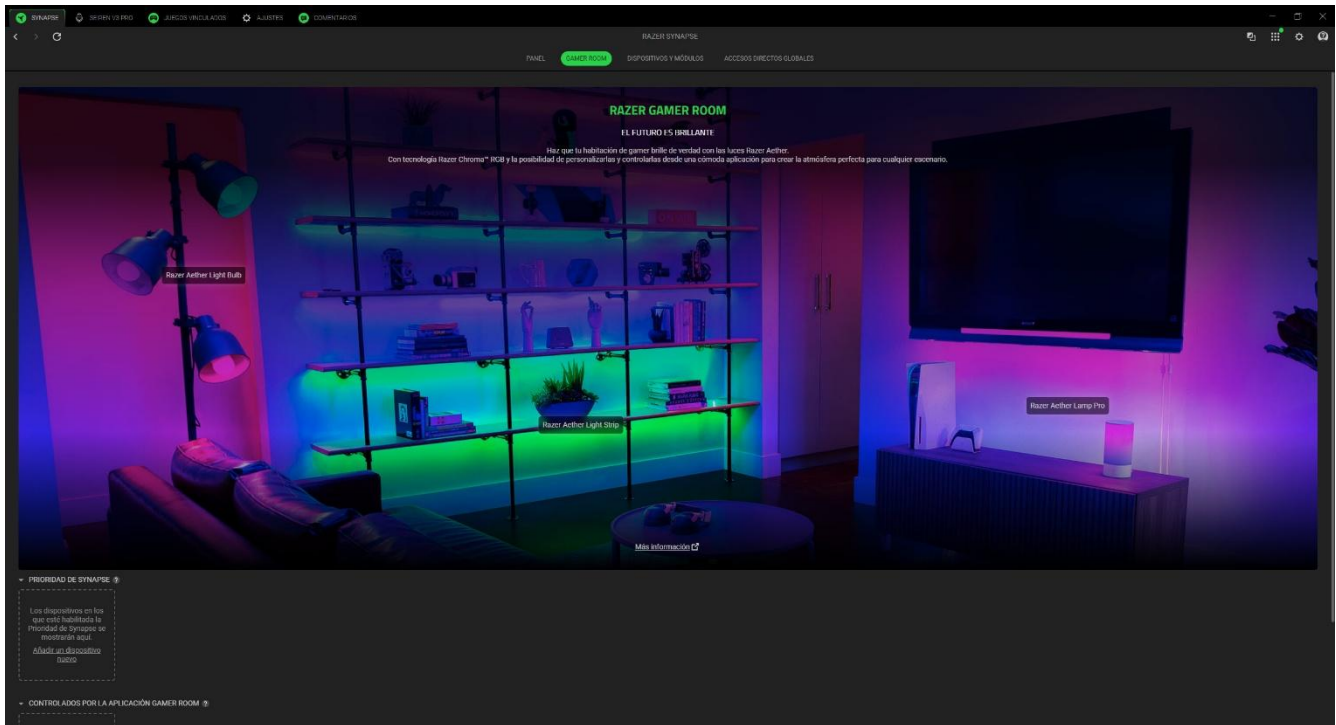 SYNAPSE
SEIREN V3 PRO
JUEGOS VINCULADOS
AJUSTES
COMENTARIOS
RAZER SYNAPSE
PANEL
GAMER ROOM
DISPOSITIVOS Y MÓDULOS
ACCESOS DIRECTOS GLOBALES
RAZER GAMER ROOM
EL FUTURO ES BRILLANTE
Haz que tu habitación de gamer brille de verdad con las luces Razer Aether.
Con tecnología Razer Chroma™ RGB y la posibilidad de personalizarlas y controlarlas desde una cómoda aplicación para crear la atmósfera perfecta para cualquier escenario.
Razer Aether Light Bulb
Razer Aether Light Strip
Razer Aether Lamp Pro
Más información
PRIORIDAD DE SYNAPSE ?
Los dispositivos en los
que esté habilitada la
Prioridad de Synapse se
mostrarán aquí.
Añadir un dispositivo
nuevo
CONTROLADOS POR LA APLICACIÓN GAMER ROOM ?